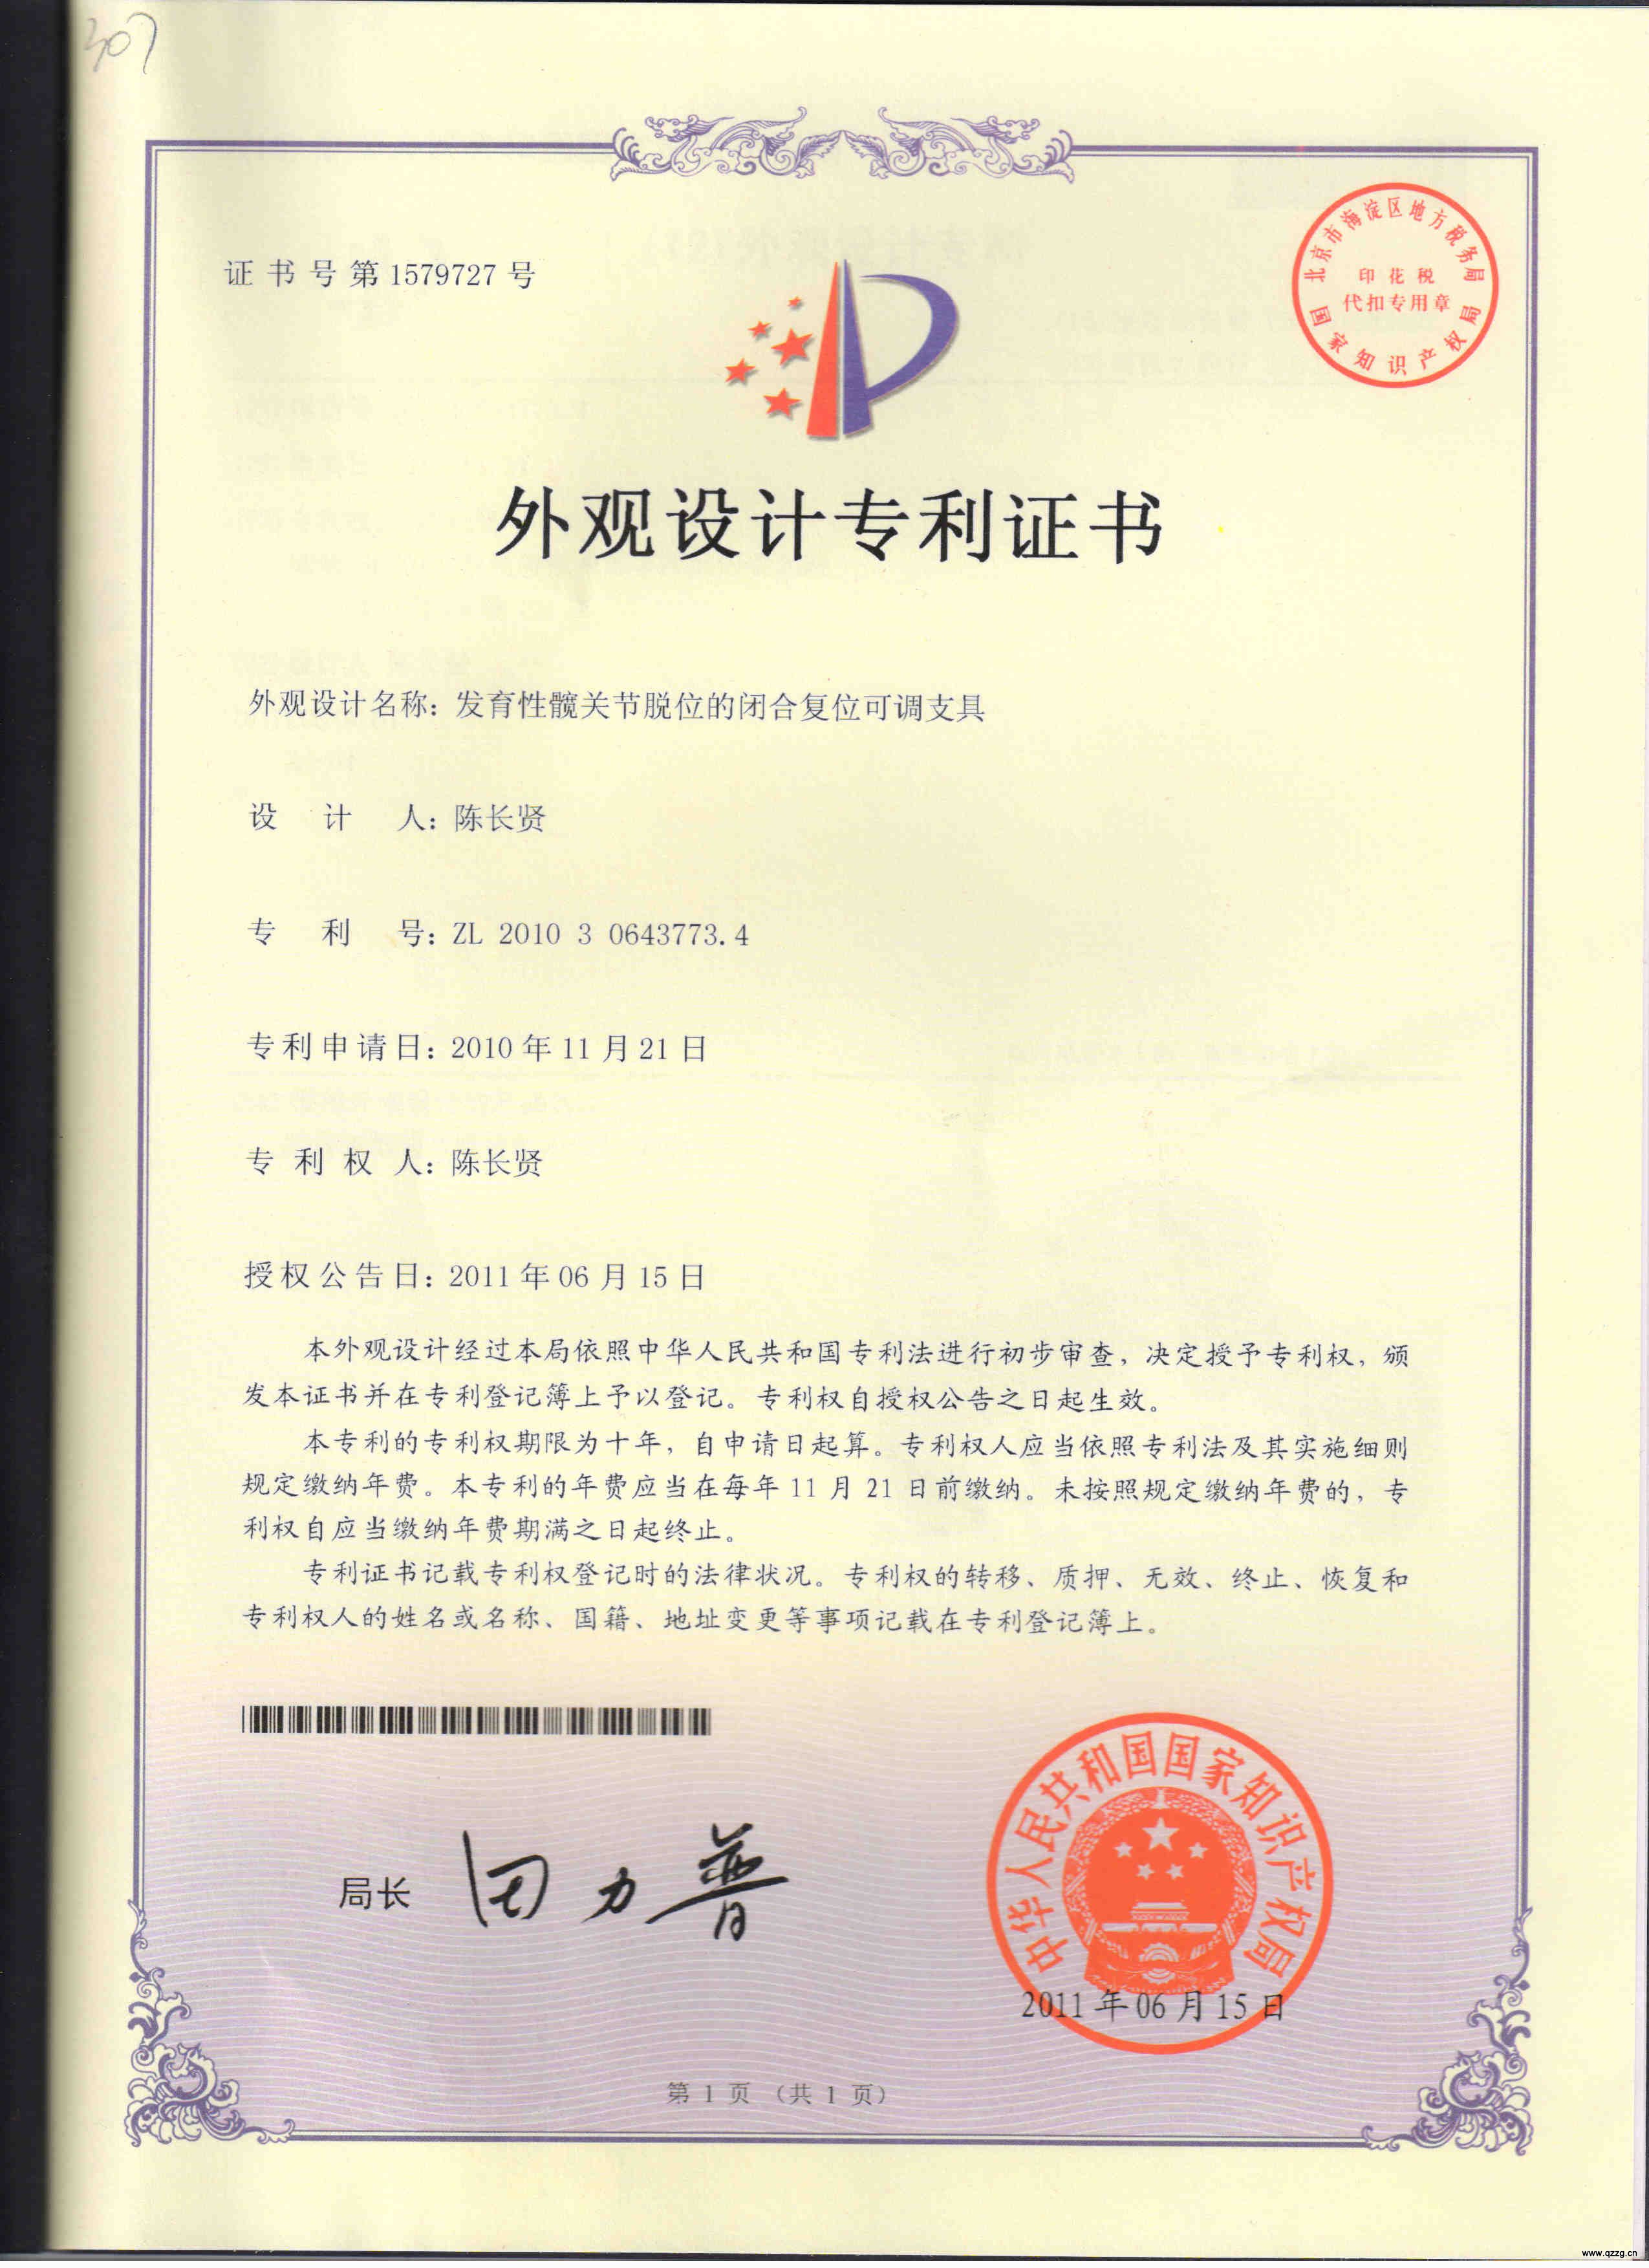 307
北京市海淀区地方税务局
印花税
代扣专用章
国家知识产权局
证书号第1579727号
外观设计专利证书
外观设计名称：发育性髋关节脱位的闭合复位可调支具
设计人：陈长贤
专利号：ZL 2010 3 0643773.4
专利申请日：2010年11月21日
专利权人：陈长贤
授权公告日：2011年06月15日
本外观设计经过本局依照中华人民共和国专利法进行初步审查，决定授予专利权，颁
发本证书并在专利登记簿上予以登记。专利权自授权公告之日起生效。
本专利的专利权期限为十年，自申请日起算。专利权人应当依照专利法及其实施细则
规定缴纳年费。本专利的年费应当在每年11月21日前缴纳。未按照规定缴纳年费的，专
利权自应当缴纳年费期满之日起终止。
专利证书记载专利权登记时的法律状况。专利权的转移、质押、无效、终止、恢复和
专利权人的姓名或名称、国籍、地址变更等事项记载在专利登记簿上。
局长 田力普
中华人民共和国国家知识产权局
2011年06月15日
第1页（共1页）
www.qzzg.cn